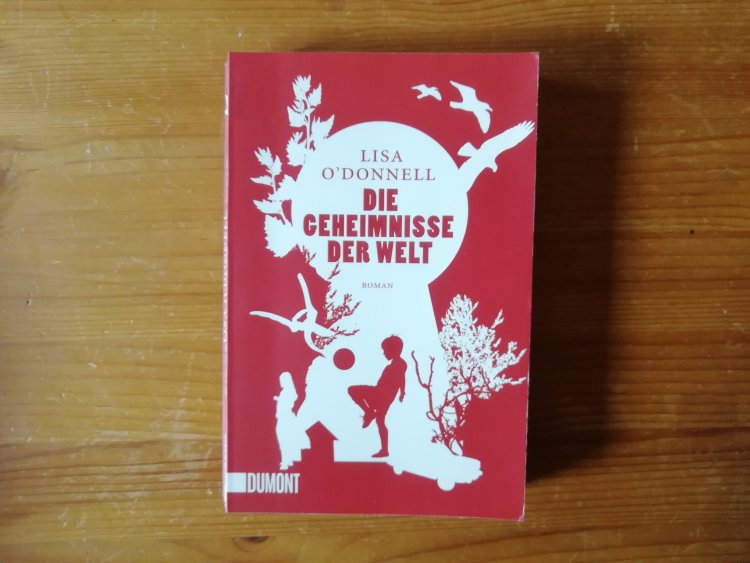 LISA
O'DONNELL
DIE
GEHEIMNISSE
DER WELT
ROMAN
DUMONT